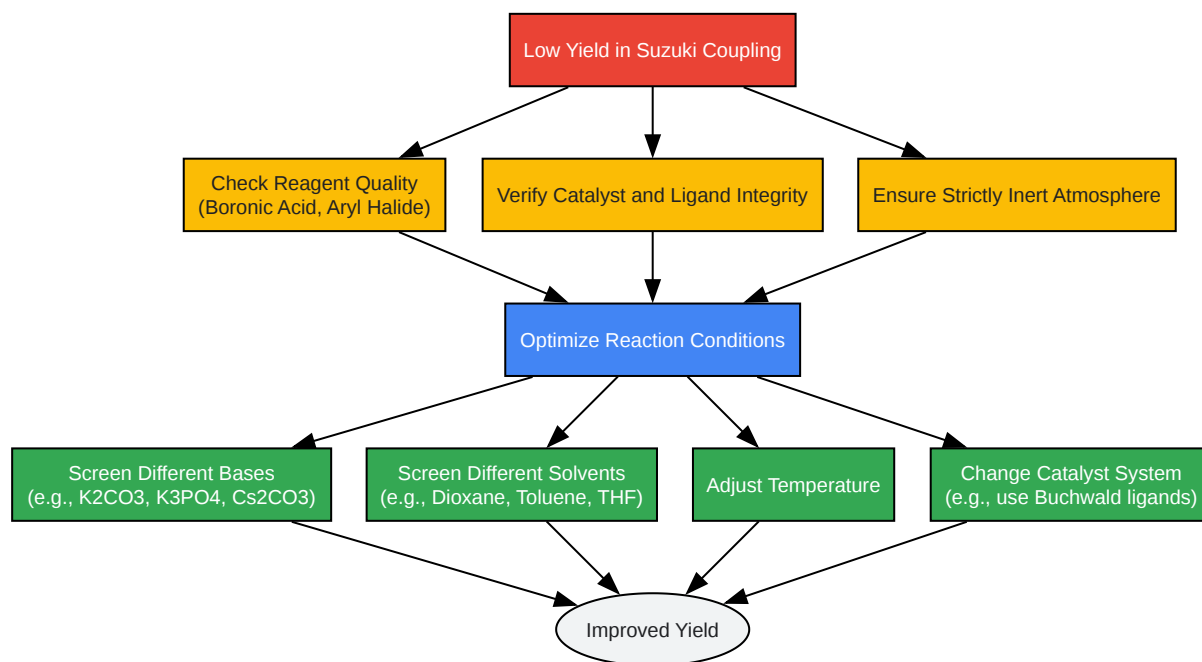 Low Yield in Suzuki Coupling
Check Reagent Quality
(Boronic Acid, Aryl Halide)
Verify Catalyst and Ligand Integrity
Ensure Strictly Inert Atmosphere
Optimize Reaction Conditions
Screen Different Bases
(e.g., K2CO3, K3PO4, Cs2CO3)
Screen Different Solvents
(e.g., Dioxane, Toluene, THF)
Adjust Temperature
Change Catalyst System
(e.g., use Buchwald ligands)
Improved Yield